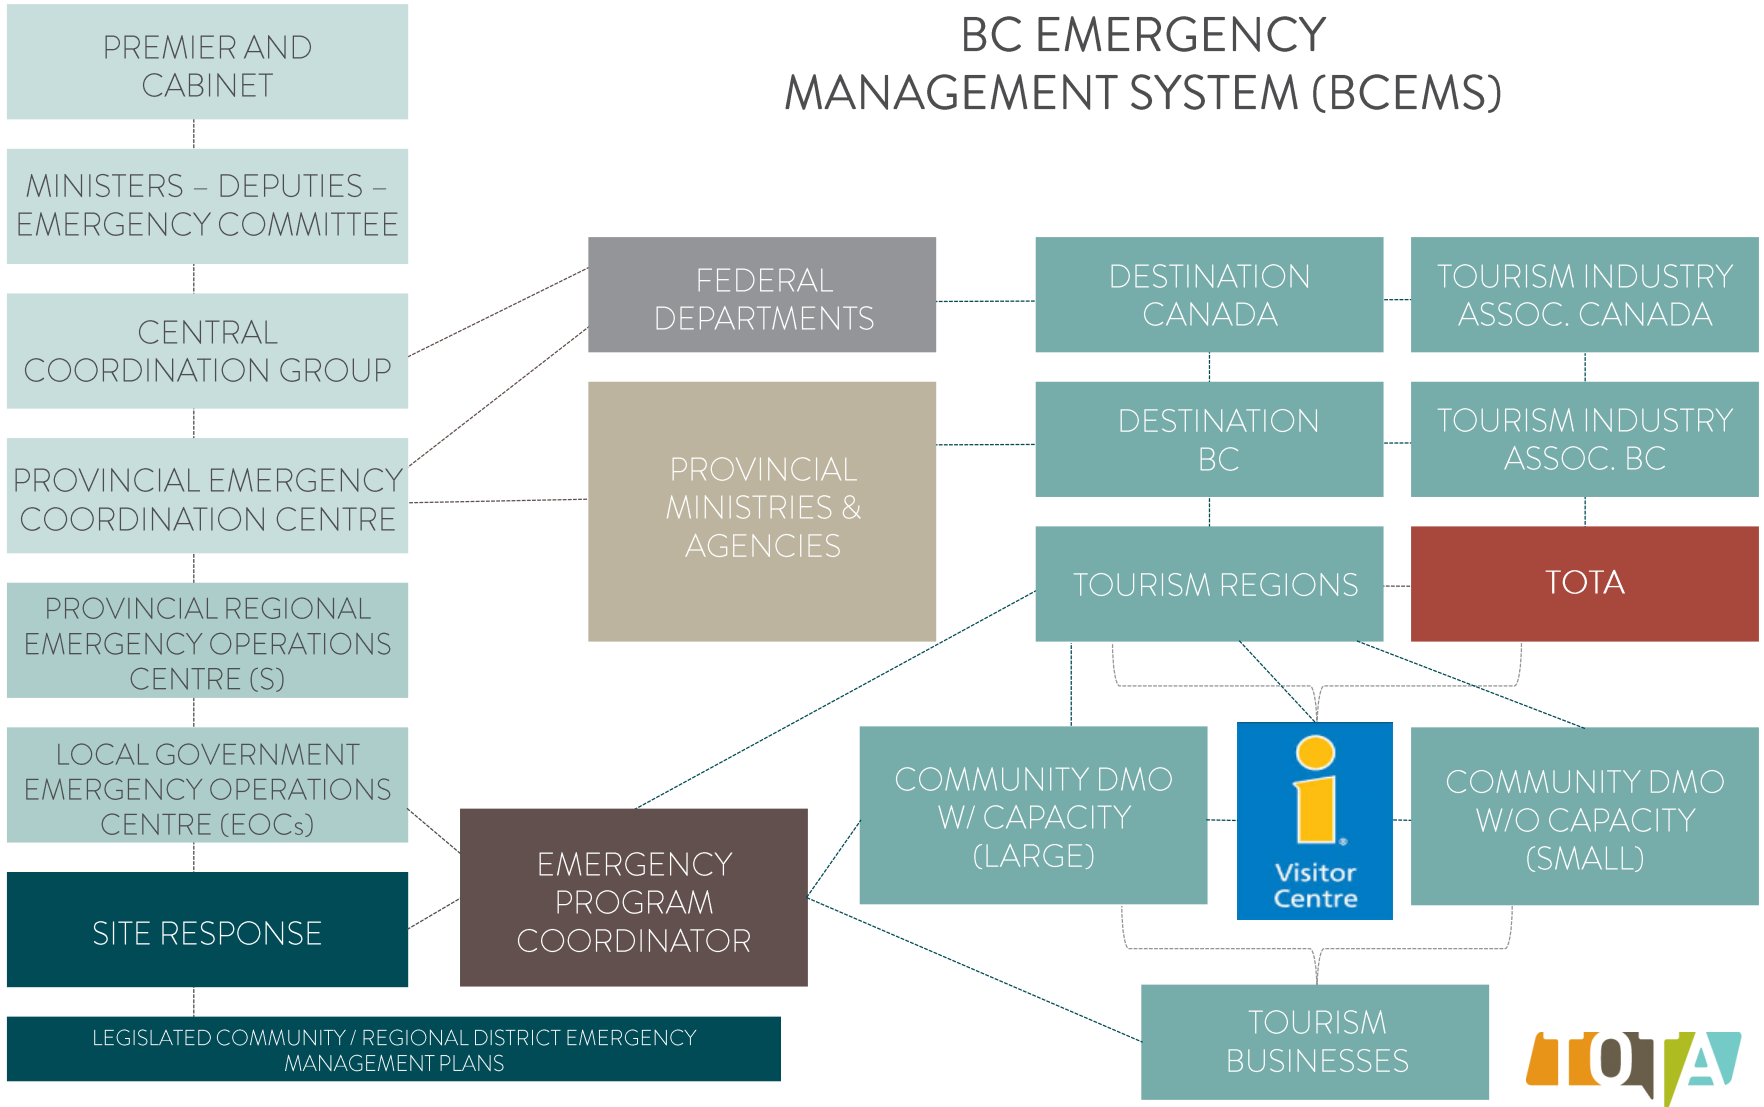 BC EMERGENCY
MANAGEMENT SYSTEM (BCEMS)
PREMIER AND
CABINET
MINISTERS – DEPUTIES –
EMERGENCY COMMITTEE
CENTRAL
COORDINATION GROUP
PROVINCIAL EMERGENCY
COORDINATION CENTRE
PROVINCIAL REGIONAL
EMERGENCY OPERATIONS
CENTRE (S)
LOCAL GOVERNMENT
EMERGENCY OPERATIONS
CENTRE (EOCs)
SITE RESPONSE
LEGISLATED COMMUNITY / REGIONAL DISTRICT EMERGENCY
MANAGEMENT PLANS
FEDERAL
DEPARTMENTS
PROVINCIAL
MINISTRIES &
AGENCIES
EMERGENCY
PROGRAM
COORDINATOR
DESTINATION
CANADA
TOURISM INDUSTRY
ASSOC. CANADA
DESTINATION
BC
TOURISM INDUSTRY
ASSOC. BC
TOURISM REGIONS
TOTA
COMMUNITY DMO
W/ CAPACITY
(LARGE)
i®
Visitor
Centre
COMMUNITY DMO
W/O CAPACITY
(SMALL)
TOURISM
BUSINESSES
TOTA